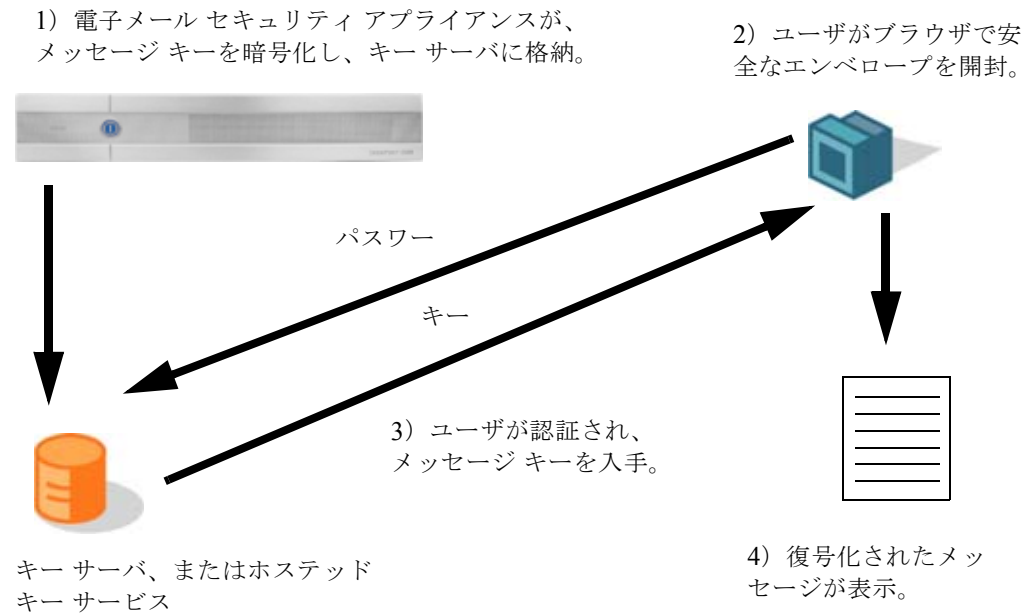 1）電子メール セキュリティ アプライアンスが、
メッセージ キーを暗号化し、キー サーバに格納。
2）ユーザがブラウザで安
全なエンベロープを開封。
パスワー
キー
3）ユーザが認証され、
メッセージ キーを入手。
キー サーバ、またはホステッド
キー サービス
4）復号化されたメッ
セージが表示。